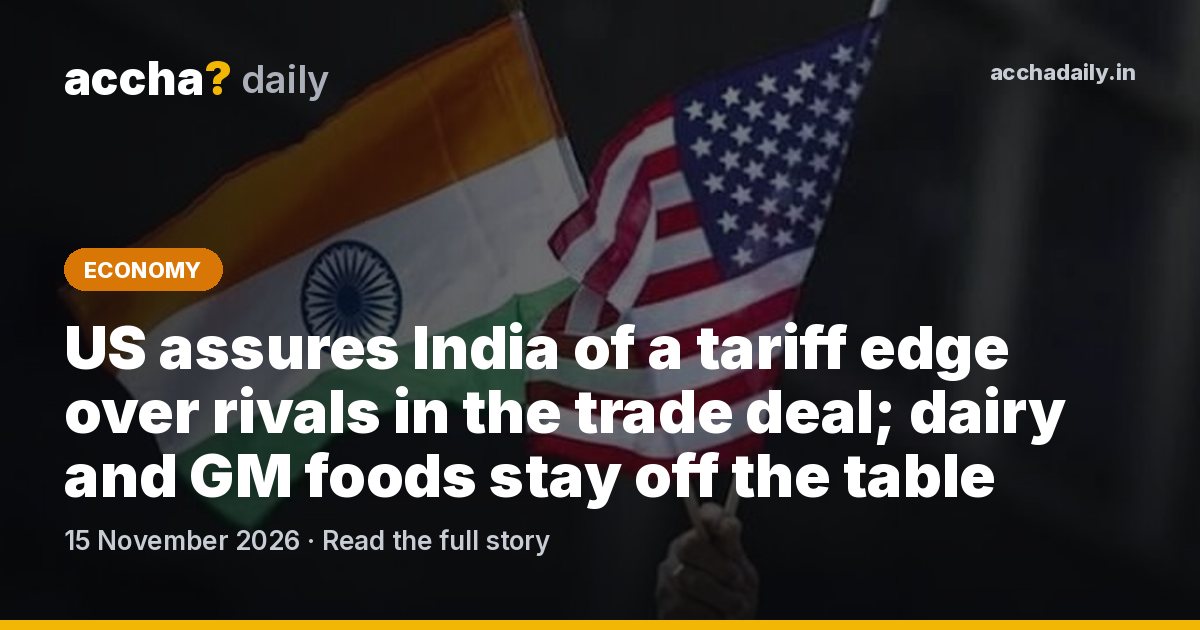 accha? daily
acchadaily.in
ECONOMY
US assures India of a tariff edge
over rivals in the trade deal; dairy
and GM foods stay off the table
15 November 2026 · Read the full story